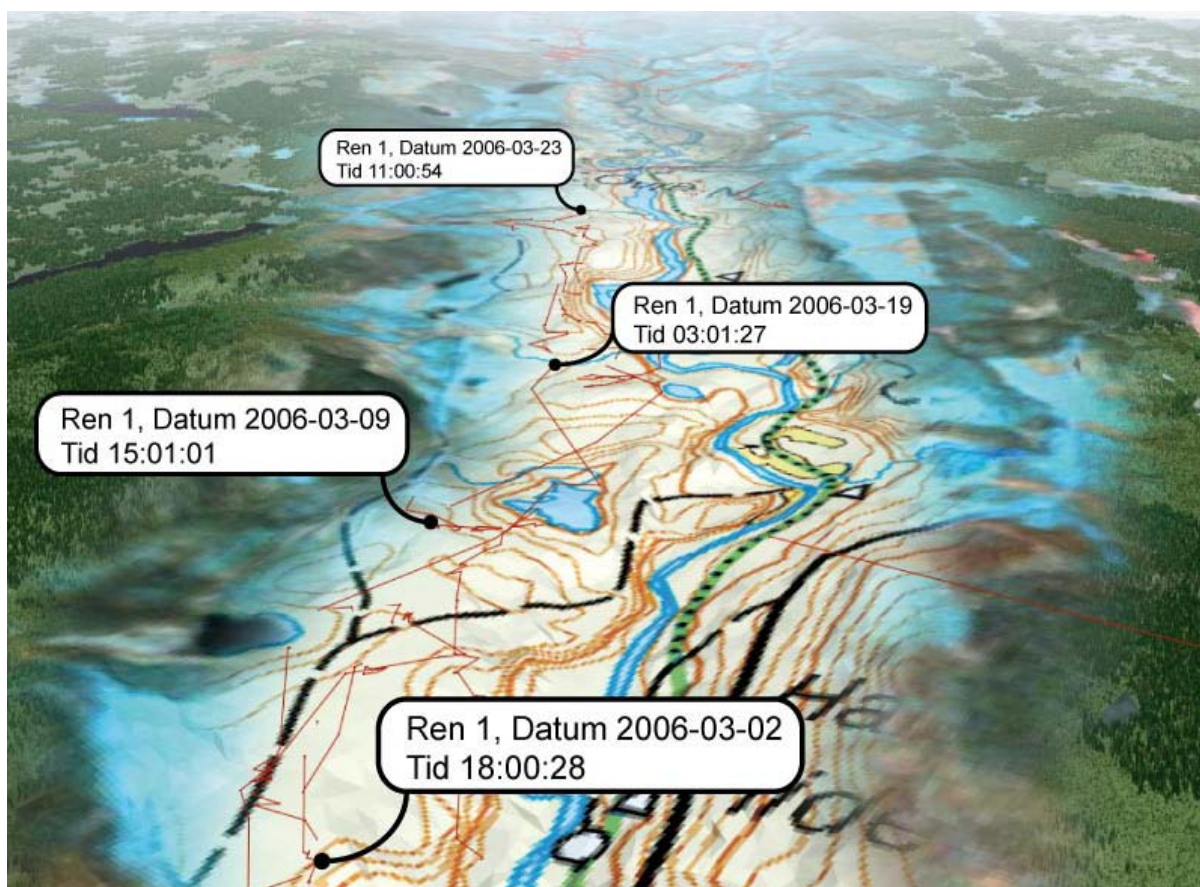 Ren 1, Datum 2006-03-23
Tid 11:00:54
Ren 1, Datum 2006-03-19
Tid 03:01:27
Ren 1, Datum 2006-03-09
Tid 15:01:01
Ren 1, Datum 2006-03-02
Tid 18:00:28
Ha